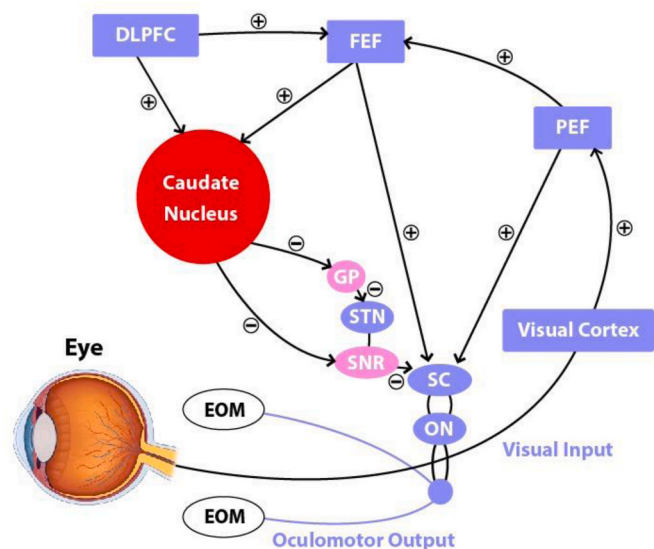 DLPFC
⊕
FEF
⊕
⊕
⊕
PEF
Caudate
Nucleus
⊕
⊕
⊕
⊖
GP
⊖
STN
⊖
Visual Cortex
Eye
SNR
⊖
SC
EOM
ON
Visual Input
EOM
Oculomotor Output